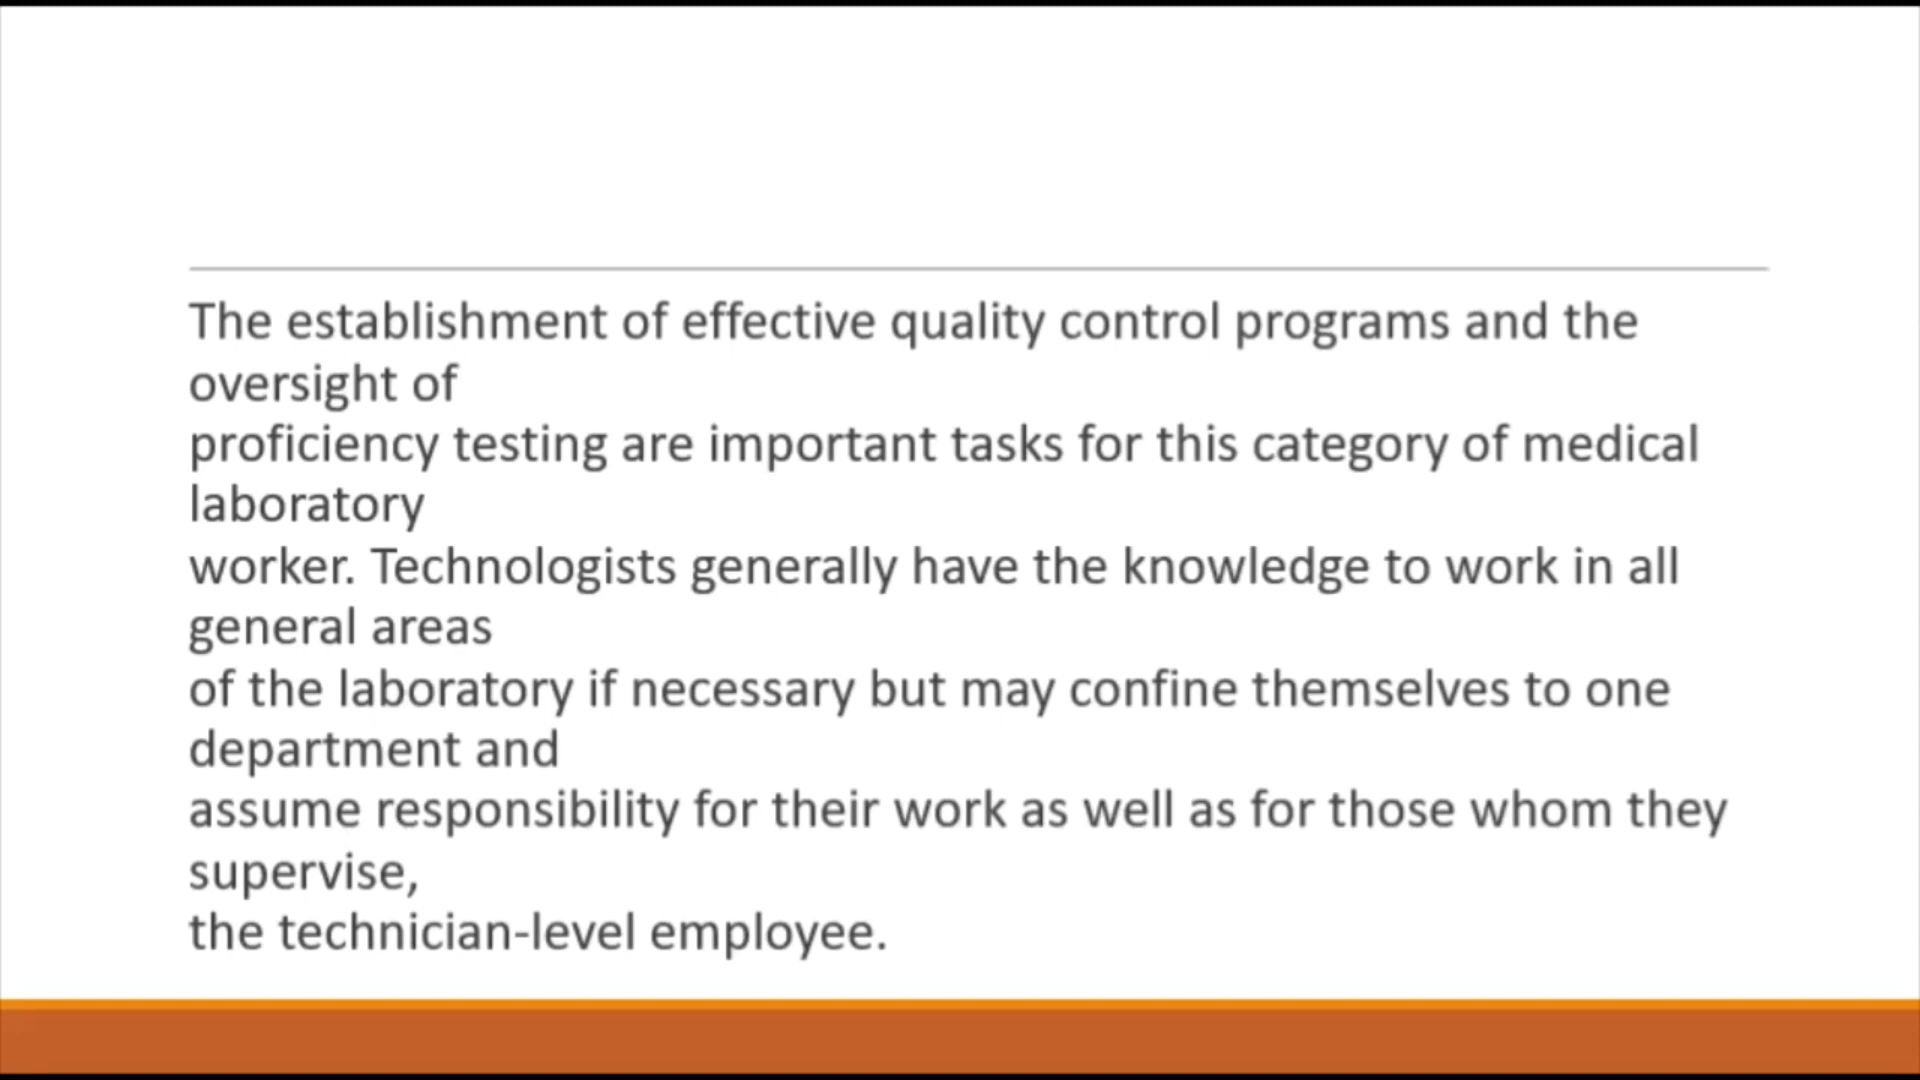 The establishment of effective quality control programs and the
oversight of
proficiency testing are important tasks for this category of medical
laboratory
worker. Technologists generally have the knowledge to work in all
general areas
of the laboratory if necessary but may confine themselves to one
department and
assume responsibility for their work as well as for those whom they
supervise,
the technician-level employee.